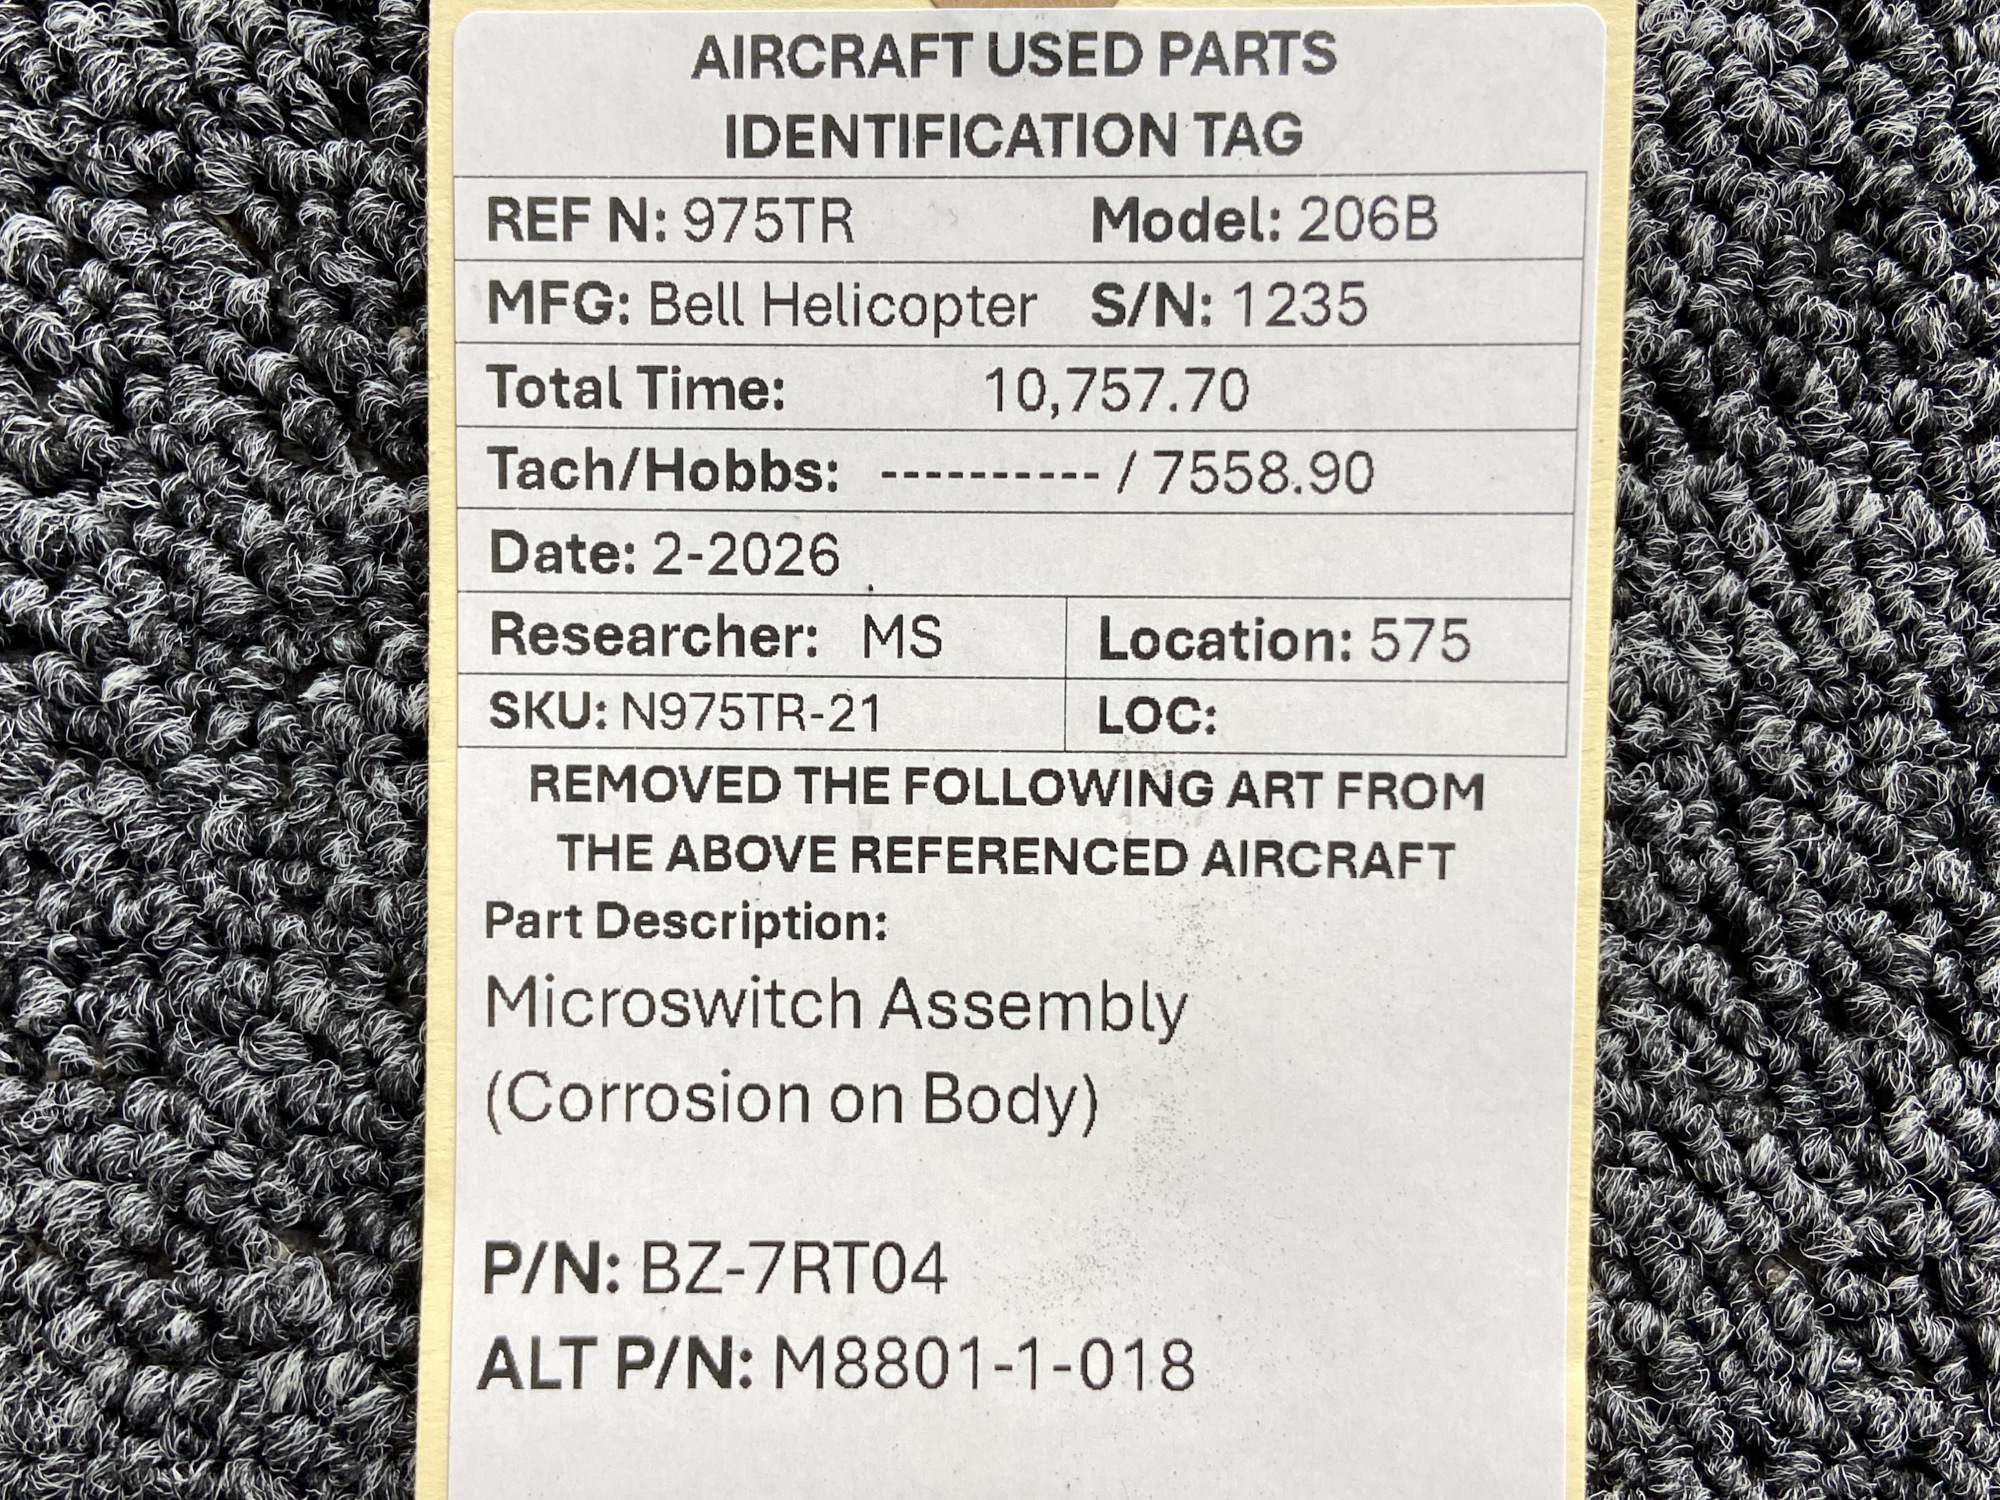 AIRCRAFT USED PARTS
IDENTIFICATION TAG
REF N: 975TR Model: 206B
MFG: Bell Helicopter S/N: 1235
Total Time: 10,757.70
Tach/Hobbs: ---------- / 7558.90
Date: 2-2026
Researcher: MS Location: 575
SKU: N975TR-21 LOC:
REMOVED THE FOLLOWING ART FROM
THE ABOVE REFERENCED AIRCRAFT
Part Description:
Microswitch Assembly
(Corrosion on Body)
P/N: BZ-7RT04
ALT P/N: M8801-1-018